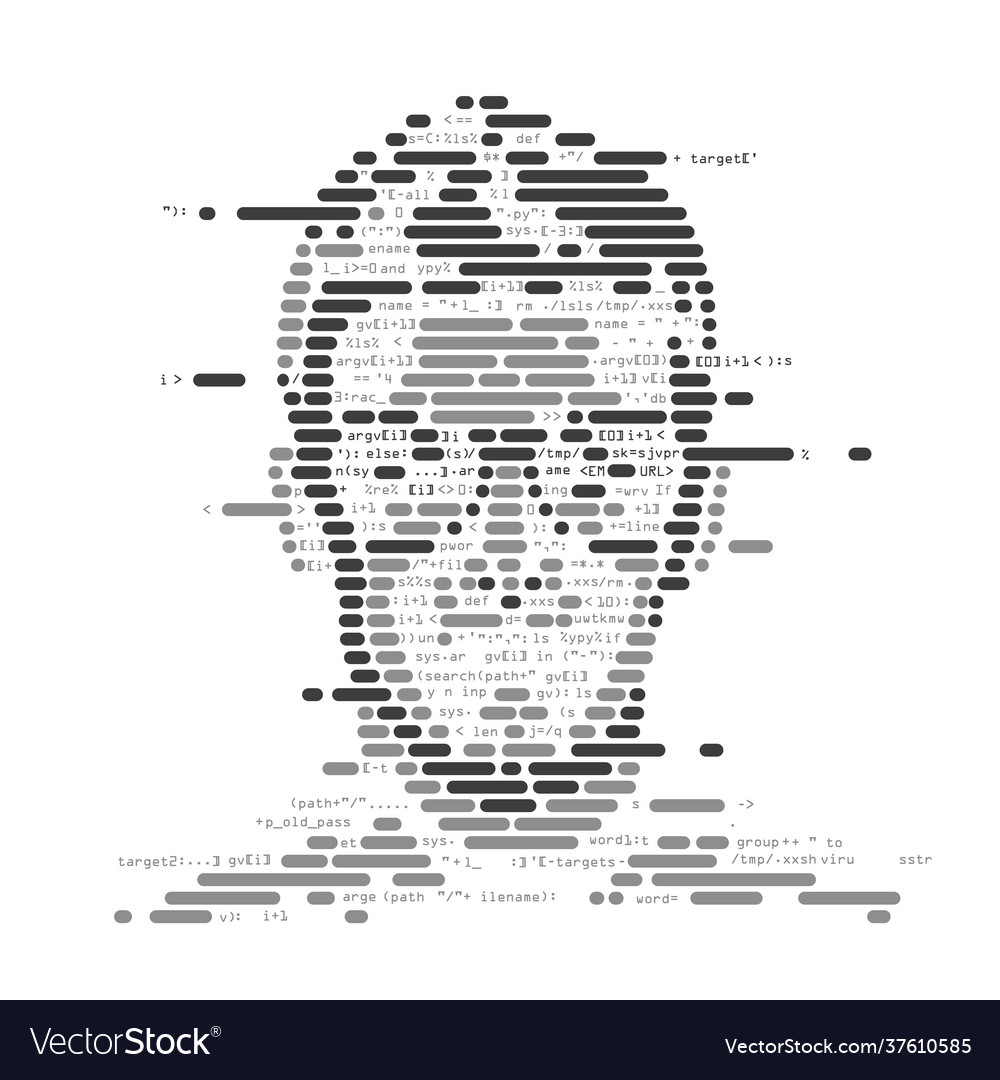 <==
s=C:%ls% def
$* +"/ + target['
" % ]
'[-all %l
"): 0 ".py":
(":") sys.[-3:]
ename / /
l_i>=0and ypy%
[i+1] %ls% _
name = "+l_ :] rm ./lsls/tmp/.xxs
gv[i+1] name = " +":
%ls% < - " + +
argv[i+1] .argv[0]) [0]i+1<):s
i > / == '4 i+1]v[i
3:rac_ ','db
>>
argv[i] ]i [0]i+1<
'): else: (s)/ /tmp/ sk=sjvpr %
n(sy ...].ar ame <EM URL>
p + %re% [i]<>0: ing =wrv If
< > i+1 0 +1]
='' ):s < ): +=line
[i] pwor ",":
[i+ /"+fil =*.*
s%%s .xxs/rm.
:i+1 def .xxs <10):
i+1< d= uwtkmw
))un +'":",":ls %ypy%if
sys.ar gv[i] in ("-"):
(search(path+" gv[i]
y n inp gv):ls
sys. (s
< len j=/q
[-t
(path+"/"..... s ->
+p_old_pass .
et sys. word1:t group++ " to
target2:...] gv[i] "+l_ :]'[-targets- /tmp/.xxsh viru sstr
arge (path "/"+ ilename): word=
v): i+1
VectorStock®
VectorStock.com/37610585